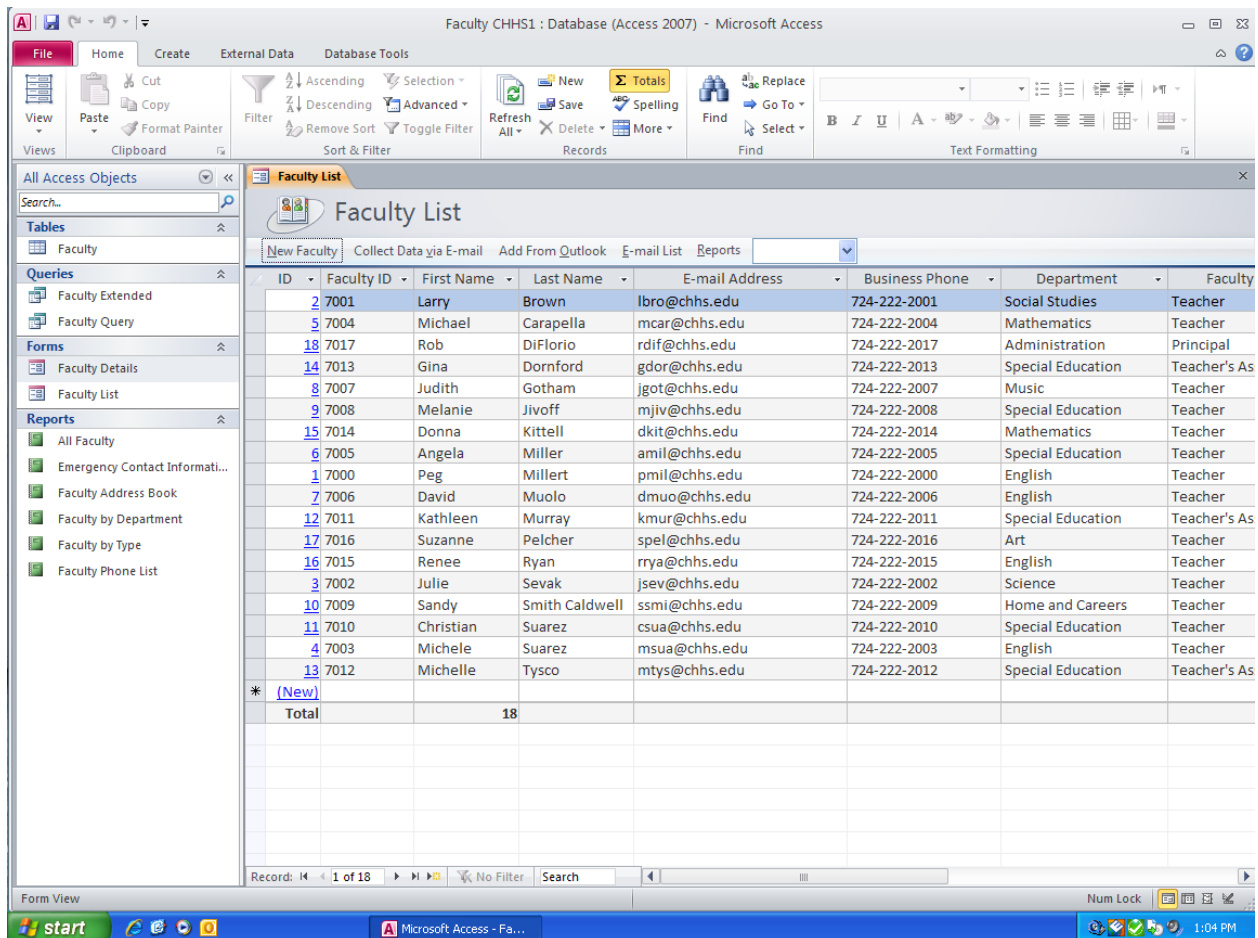 Faculty CHHS1 : Database (Access 2007) - Microsoft Access
File Home Create External Data Database Tools
View Paste Cut Copy Format Painter
Filter Ascending Descending Remove Sort Selection Advanced Toggle Filter
Refresh All New Save Delete Σ Totals Spelling More
Find Replace Go To Select
B I U A
Views Clipboard Sort & Filter Records Find Text Formatting
All Access Objects
Search...
Tables
Faculty
Queries
Faculty Extended
Faculty Query
Forms
Faculty Details
Faculty List
Reports
All Faculty
Emergency Contact Informati...
Faculty Address Book
Faculty by Department
Faculty by Type
Faculty Phone List
Faculty List
Faculty List
New Faculty Collect Data via E-mail Add From Outlook E-mail List Reports
ID Faculty ID First Name Last Name E-mail Address Business Phone Department Faculty
2 7001 Larry Brown lbro@chhs.edu 724-222-2001 Social Studies Teacher
5 7004 Michael Carapella mcar@chhs.edu 724-222-2004 Mathematics Teacher
18 7017 Rob DiFlorio rdif@chhs.edu 724-222-2017 Administration Principal
14 7013 Gina Dornford gdor@chhs.edu 724-222-2013 Special Education Teacher's As
8 7007 Judith Gotham jgot@chhs.edu 724-222-2007 Music Teacher
9 7008 Melanie Jivoff mjiv@chhs.edu 724-222-2008 Special Education Teacher
15 7014 Donna Kittell dkit@chhs.edu 724-222-2014 Mathematics Teacher
6 7005 Angela Miller amil@chhs.edu 724-222-2005 Special Education Teacher
1 7000 Peg Millert pmil@chhs.edu 724-222-2000 English Teacher
7 7006 David Muolo dmuo@chhs.edu 724-222-2006 English Teacher
12 7011 Kathleen Murray kmur@chhs.edu 724-222-2011 Special Education Teacher's As
17 7016 Suzanne Pelcher spel@chhs.edu 724-222-2016 Art Teacher
16 7015 Renee Ryan rrya@chhs.edu 724-222-2015 English Teacher
3 7002 Julie Sevak jsev@chhs.edu 724-222-2002 Science Teacher
10 7009 Sandy Smith Caldwell ssmi@chhs.edu 724-222-2009 Home and Careers Teacher
11 7010 Christian Suarez csua@chhs.edu 724-222-2010 Special Education Teacher
4 7003 Michele Suarez msua@chhs.edu 724-222-2003 English Teacher
13 7012 Michelle Tysco mtys@chhs.edu 724-222-2012 Special Education Teacher's As
* (New)
Total 18
Record: 1 of 18 No Filter Search
Form View Num Lock
start Microsoft Access - Fa... 1:04 PM